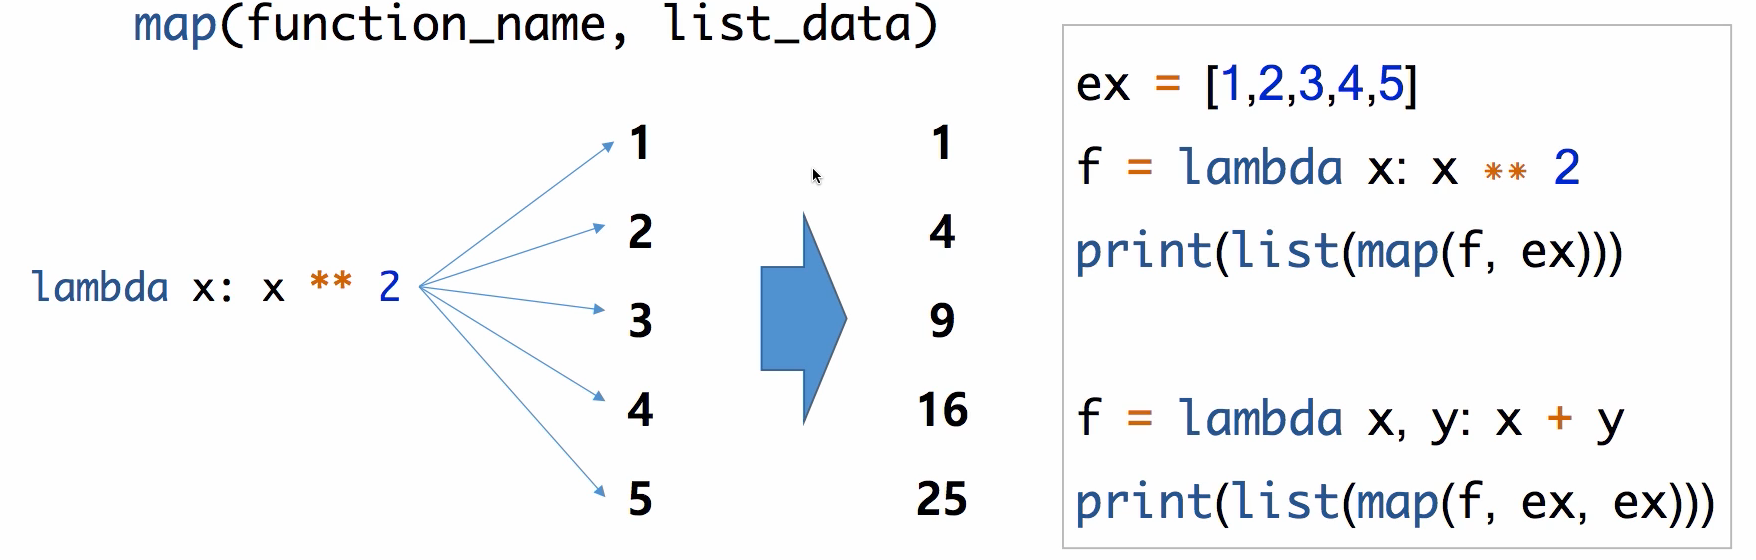 map(function_name, list_data)
lambda x: x ** 2
1
2
3
4
5
1
4
9
16
25
ex = [1,2,3,4,5]
f = lambda x: x ** 2
print(list(map(f, ex)))
f = lambda x, y: x + y
print(list(map(f, ex, ex)))